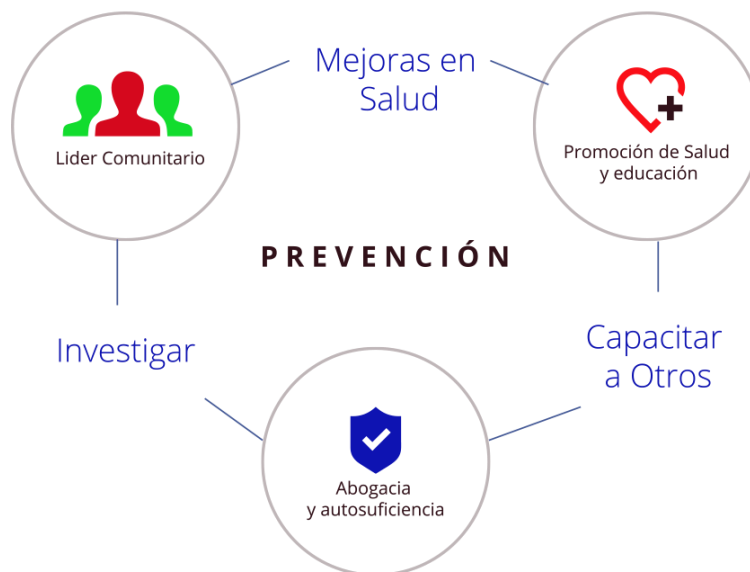 Mejoras en
Salud
Lider Comunitario
Promoción de Salud
y educación
PREVENCIÓN
Investigar
Capacitar
a Otros
Abogacia
y autosuficiencia